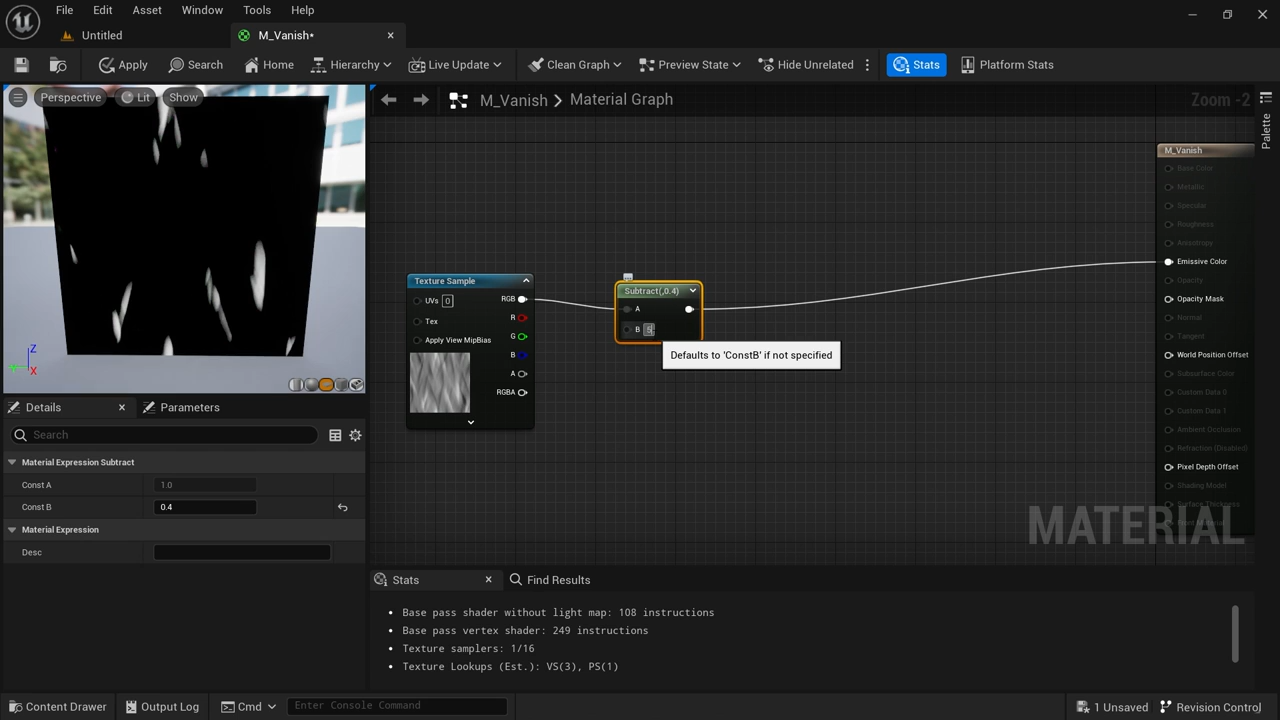 File Edit Asset Window Tools Help
Untitled
M_Vanish*
Apply Search Home Hierarchy Live Update Clean Graph Preview State Hide Unrelated Stats Platform Stats
Perspective Lit Show
M_Vanish > Material Graph
Zoom -2
Palette
M_Vanish
Base Color
Metallic
Specular
Roughness
Anisotropy
Emissive Color
Opacity
Opacity Mask
Normal
Tangent
World Position Offset
Subsurface Color
Custom Data 0
Custom Data 1
Ambient Occlusion
Refraction (Disabled)
Pixel Depth Offset
Shading Model
Surface Thickness
Front Material
Texture Sample
UVs 0
Tex
Apply View MipBias
RGB
R
G
B
A
RGBA
Subtract(,0.4)
A
B 5
Defaults to 'ConstB' if not specified
MATERIAL
Z
X
Details
Parameters
Search
Material Expression Subtract
Const A 1.0
Const B 0.4
Material Expression
Desc
Stats
Find Results
• Base pass shader without light map: 108 instructions
• Base pass vertex shader: 249 instructions
• Texture samplers: 1/16
• Texture Lookups (Est.): VS(3), PS(1)
Content Drawer Output Log Cmd Enter Console Command 1 Unsaved Revision Control